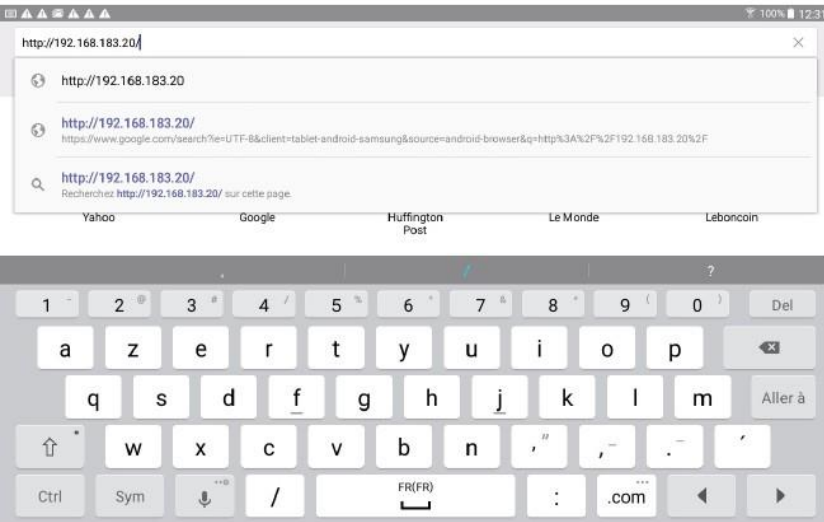 100% 12:31
http://192.168.183.20/
http://192.168.183.20
http://192.168.183.20/
https://www.google.com/search?ie=UTF-8&client=tablet-android-samsung&source=android-browser&q=http%3A%2F%2F192.168.183.20%2F
http://192.168.183.20/
Recherchez http://192.168.183.20/ sur cette page.
Yahoo Google Huffington Post Le Monde Leboncoin
. / ?
1 - 2 @ 3 # 4 / 5 % 6 ^ 7 & 8 * 9 ( 0 ) Del
a z e r t y u i o p
q s d f g h j k l m Aller à
w x c v b n , " , - . - ´
Ctrl Sym / FR(FR) : .com